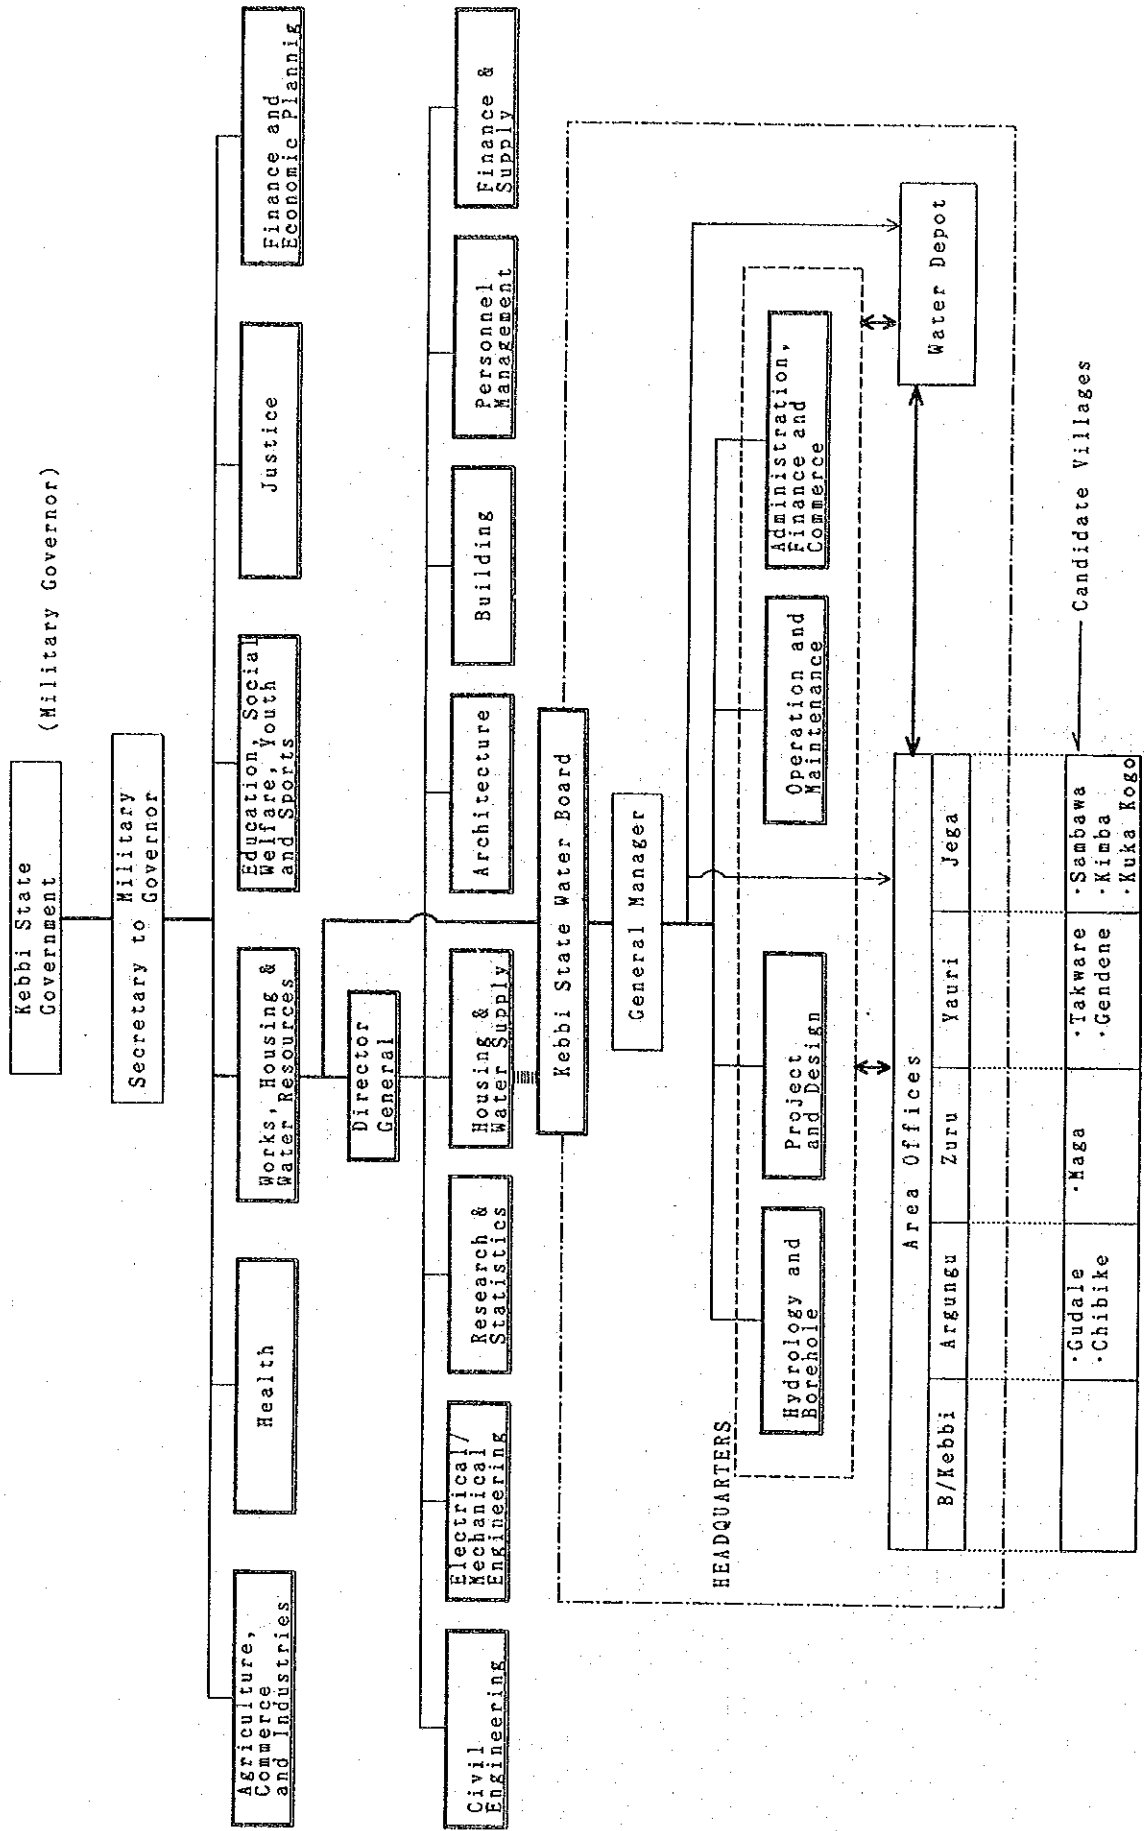 Kebbi State
Government
(Military Governor)
Secretary to Military
Governor
Agriculture,
Commerce
and Industries
Health
Works, Housing &
Water Resources
Education, Social
Welfare, Youth
and Sports
Justice
Finance and
Economic Plannig
Director
General
Civil
Engineering
Electrical/
Mechanical
Engineering
Research &
Statistics
Housing &
Water Supply
Architecture
Building
Personnel
Management
Finance &
Supply
Kebbi State Water Board
General Manager
HEADQUARTERS
Hydrology and
Borehole
Project
and Design
Operation and
Maintenance
Administration,
Finance and
Commerce
Area Offices
Water Depot
B/Kebbi
Argungu
Zuru
Yauri
Jega
·Gudale
·Chibike
·Maga
·Takware
·Gendene
·Sambawa
·Kimba
·Kuka Kogo
Candidate Villages